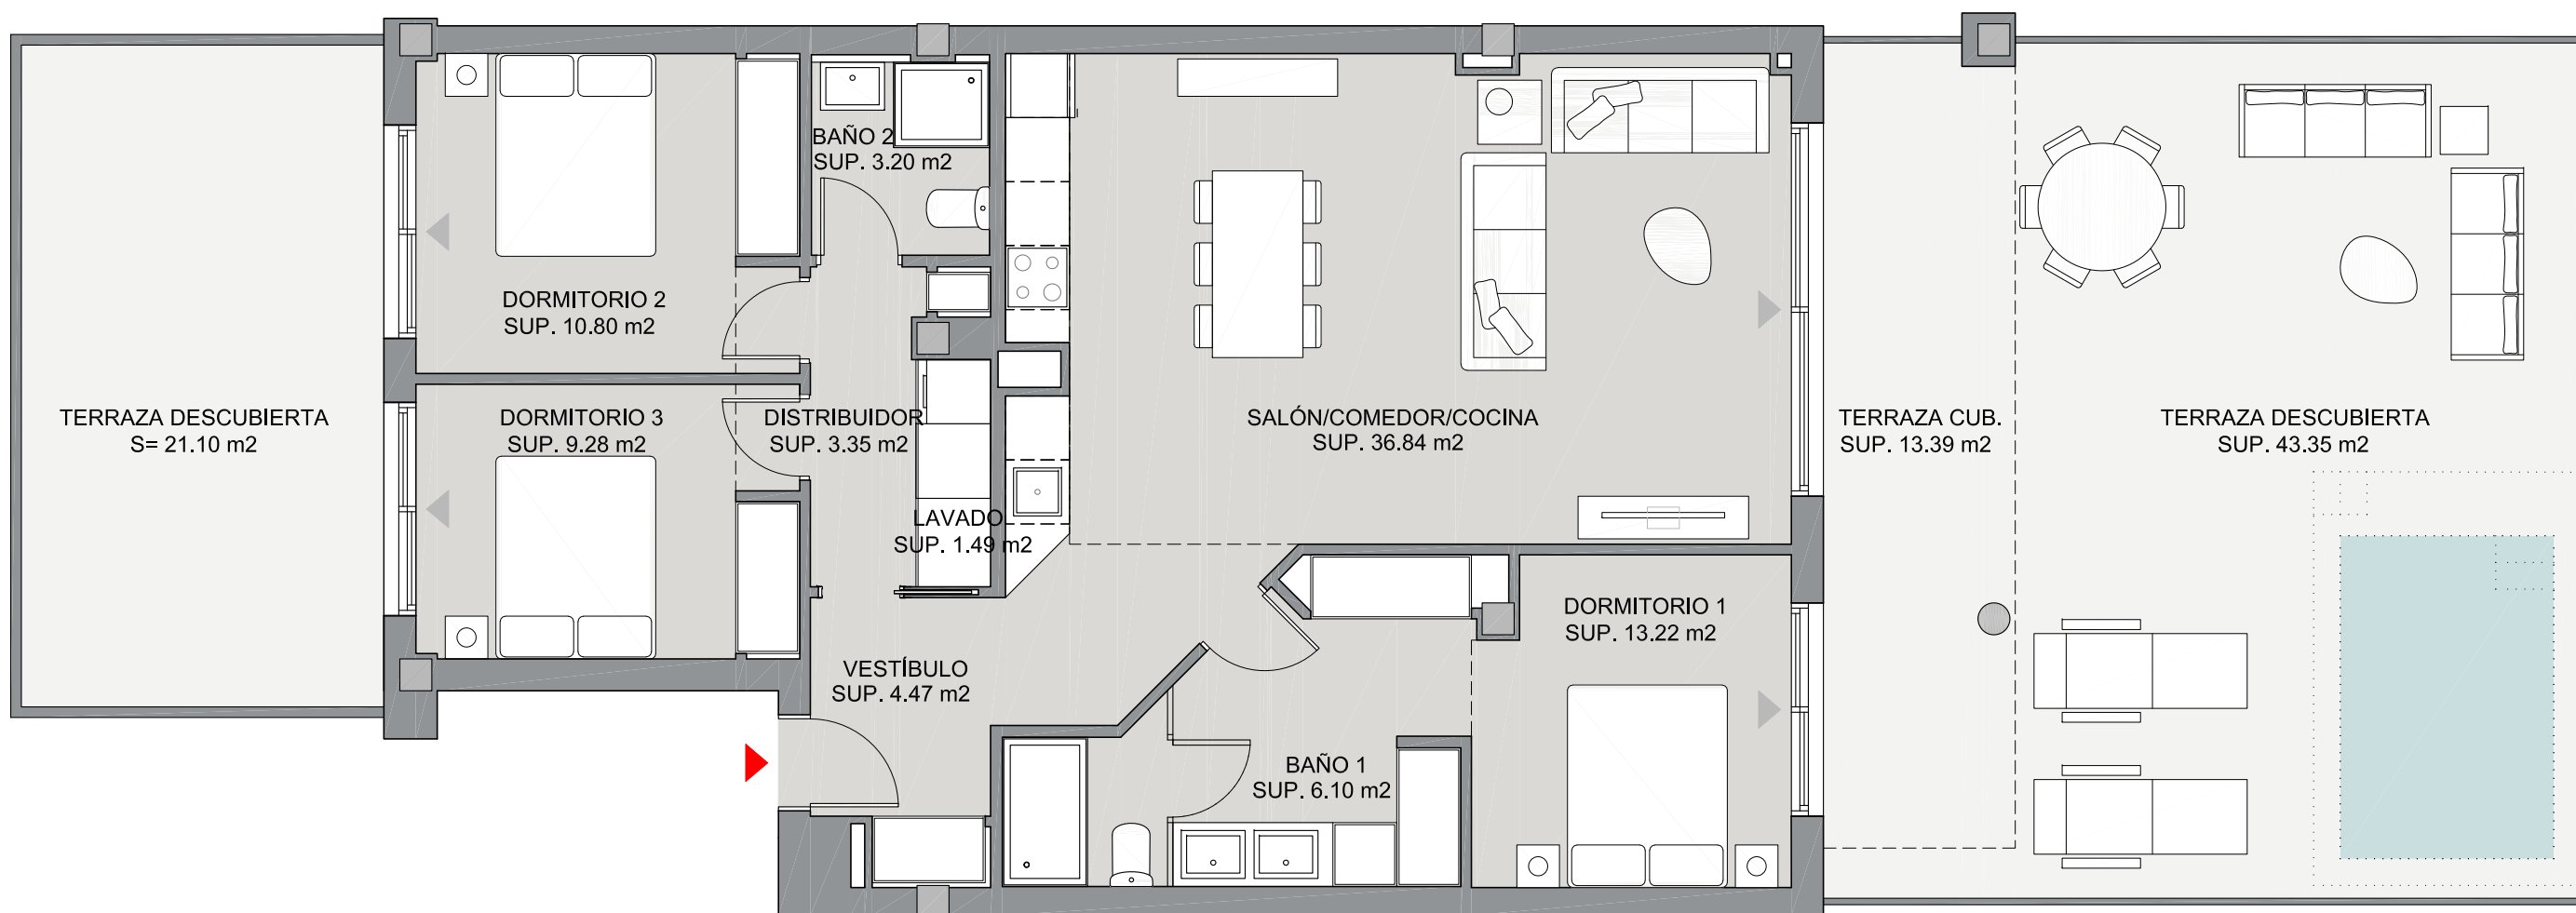 BAÑO 2
SUP. 3.20 m2
DORMITORIO 2
SUP. 10.80 m2
TERRAZA DESCUBIERTA
S= 21.10 m2
DORMITORIO 3
SUP. 9.28 m2
DISTRIBUIDOR
SUP. 3.35 m2
SALÓN/COMEDOR/COCINA
SUP. 36.84 m2
TERRAZA CUB.
SUP. 13.39 m2
TERRAZA DESCUBIERTA
SUP. 43.35 m2
LAVADO
SUP. 1.49 m2
DORMITORIO 1
SUP. 13.22 m2
VESTÍBULO
SUP. 4.47 m2
BAÑO 1
SUP. 6.10 m2